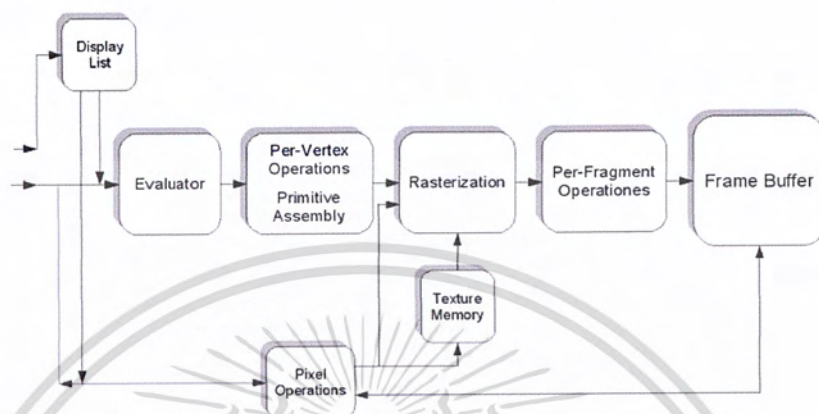 Display
List
Evaluator
Per-Vertex
Operations
Primitive
Assembly
Rasterization
Per-Fragment
Operationes
Frame Buffer
Texture
Memory
Pixel
Operations